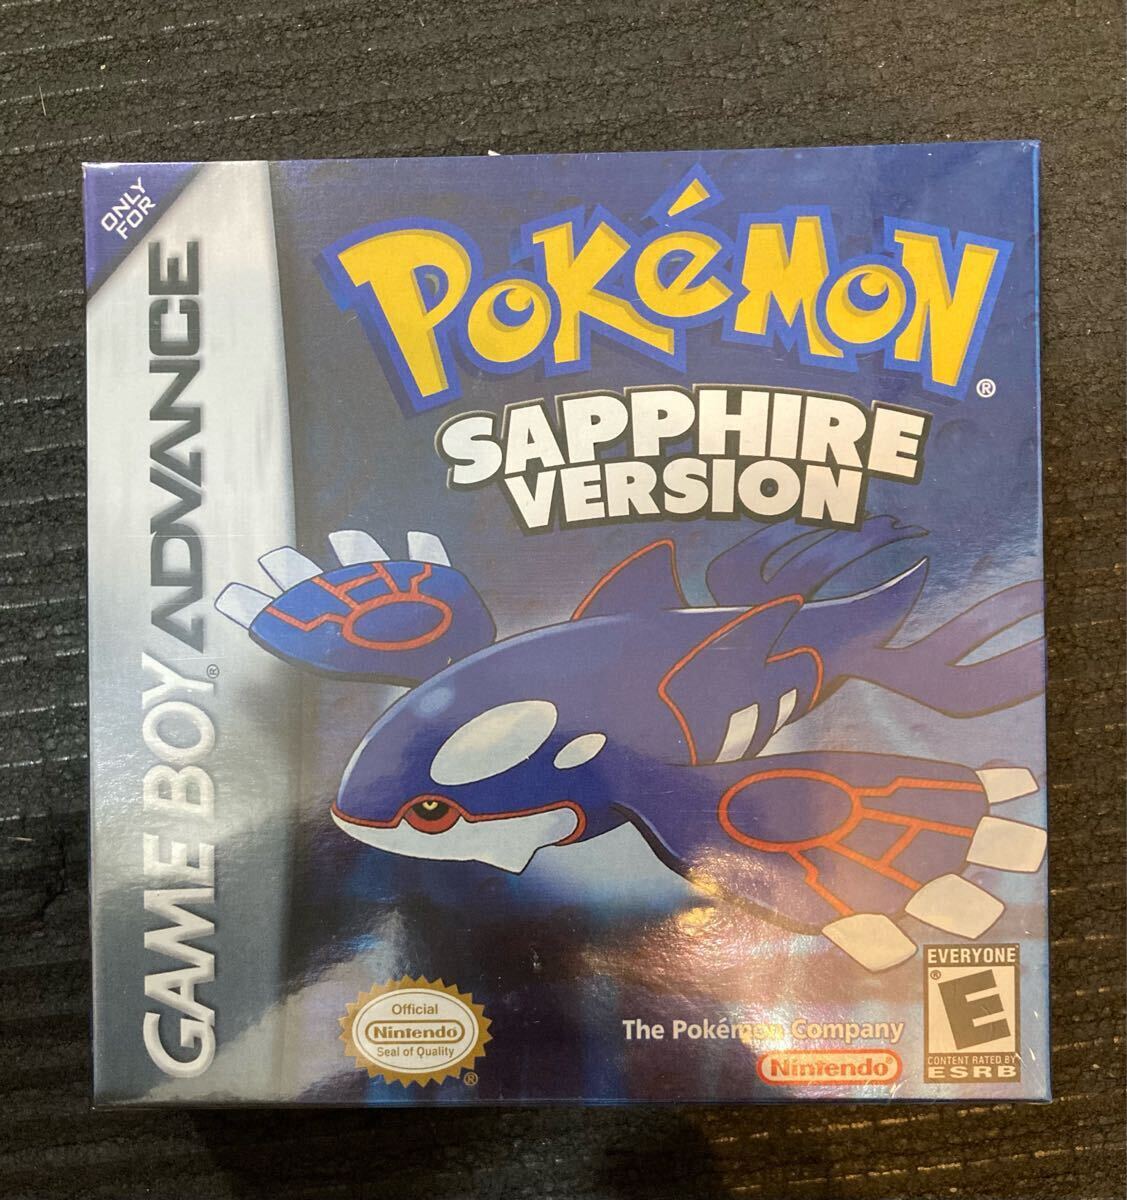 ONLY
FOR
GAME BOY ADVANCE
®
POKéMON
®
SAPPHIRE
VERSION
Official
Nintendo
Seal of Quality
®
The Pokémon Company
Nintendo
®
EVERYONE
®
E
CONTENT RATED BY
ESRB